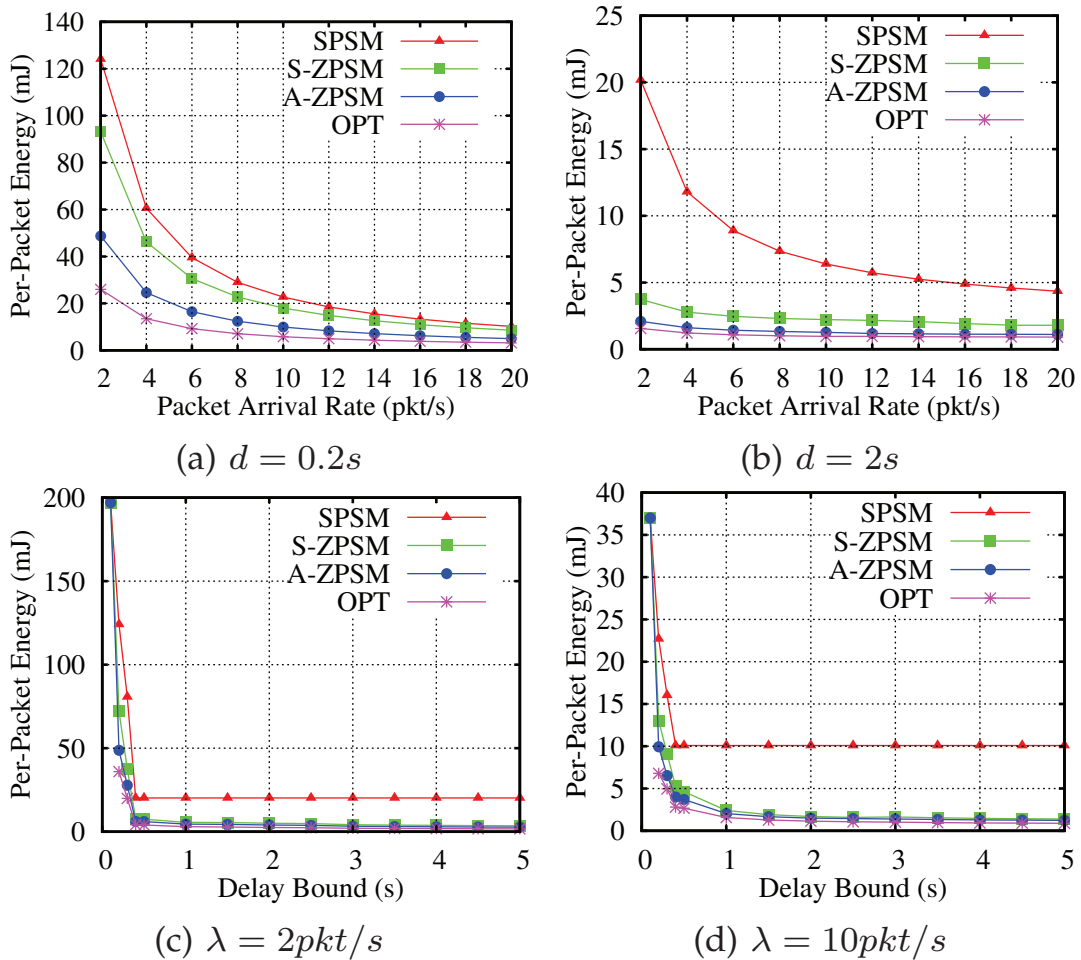 140
120
100
80
60
40
20
0
Per-Packet Energy (mJ)
SPSM
S-ZPSM
A-ZPSM
OPT
2 4 6 8 10 12 14 16 18 20
Packet Arrival Rate (pkt/s)
(a) d = 0.2s
25
20
15
10
5
0
Per-Packet Energy (mJ)
SPSM
S-ZPSM
A-ZPSM
OPT
2 4 6 8 10 12 14 16 18 20
Packet Arrival Rate (pkt/s)
(b) d = 2s
200
150
100
50
0
Per-Packet Energy (mJ)
SPSM
S-ZPSM
A-ZPSM
OPT
0 1 2 3 4 5
Delay Bound (s)
(c) λ = 2pkt/s
40
35
30
25
20
15
10
5
0
Per-Packet Energy (mJ)
SPSM
S-ZPSM
A-ZPSM
OPT
0 1 2 3 4 5
Delay Bound (s)
(d) λ = 10pkt/s